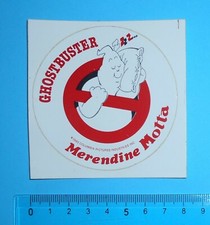 GHOSTBUSTER
2
Merendine Motta
0 1 2 3 4 5 6 7 8 9